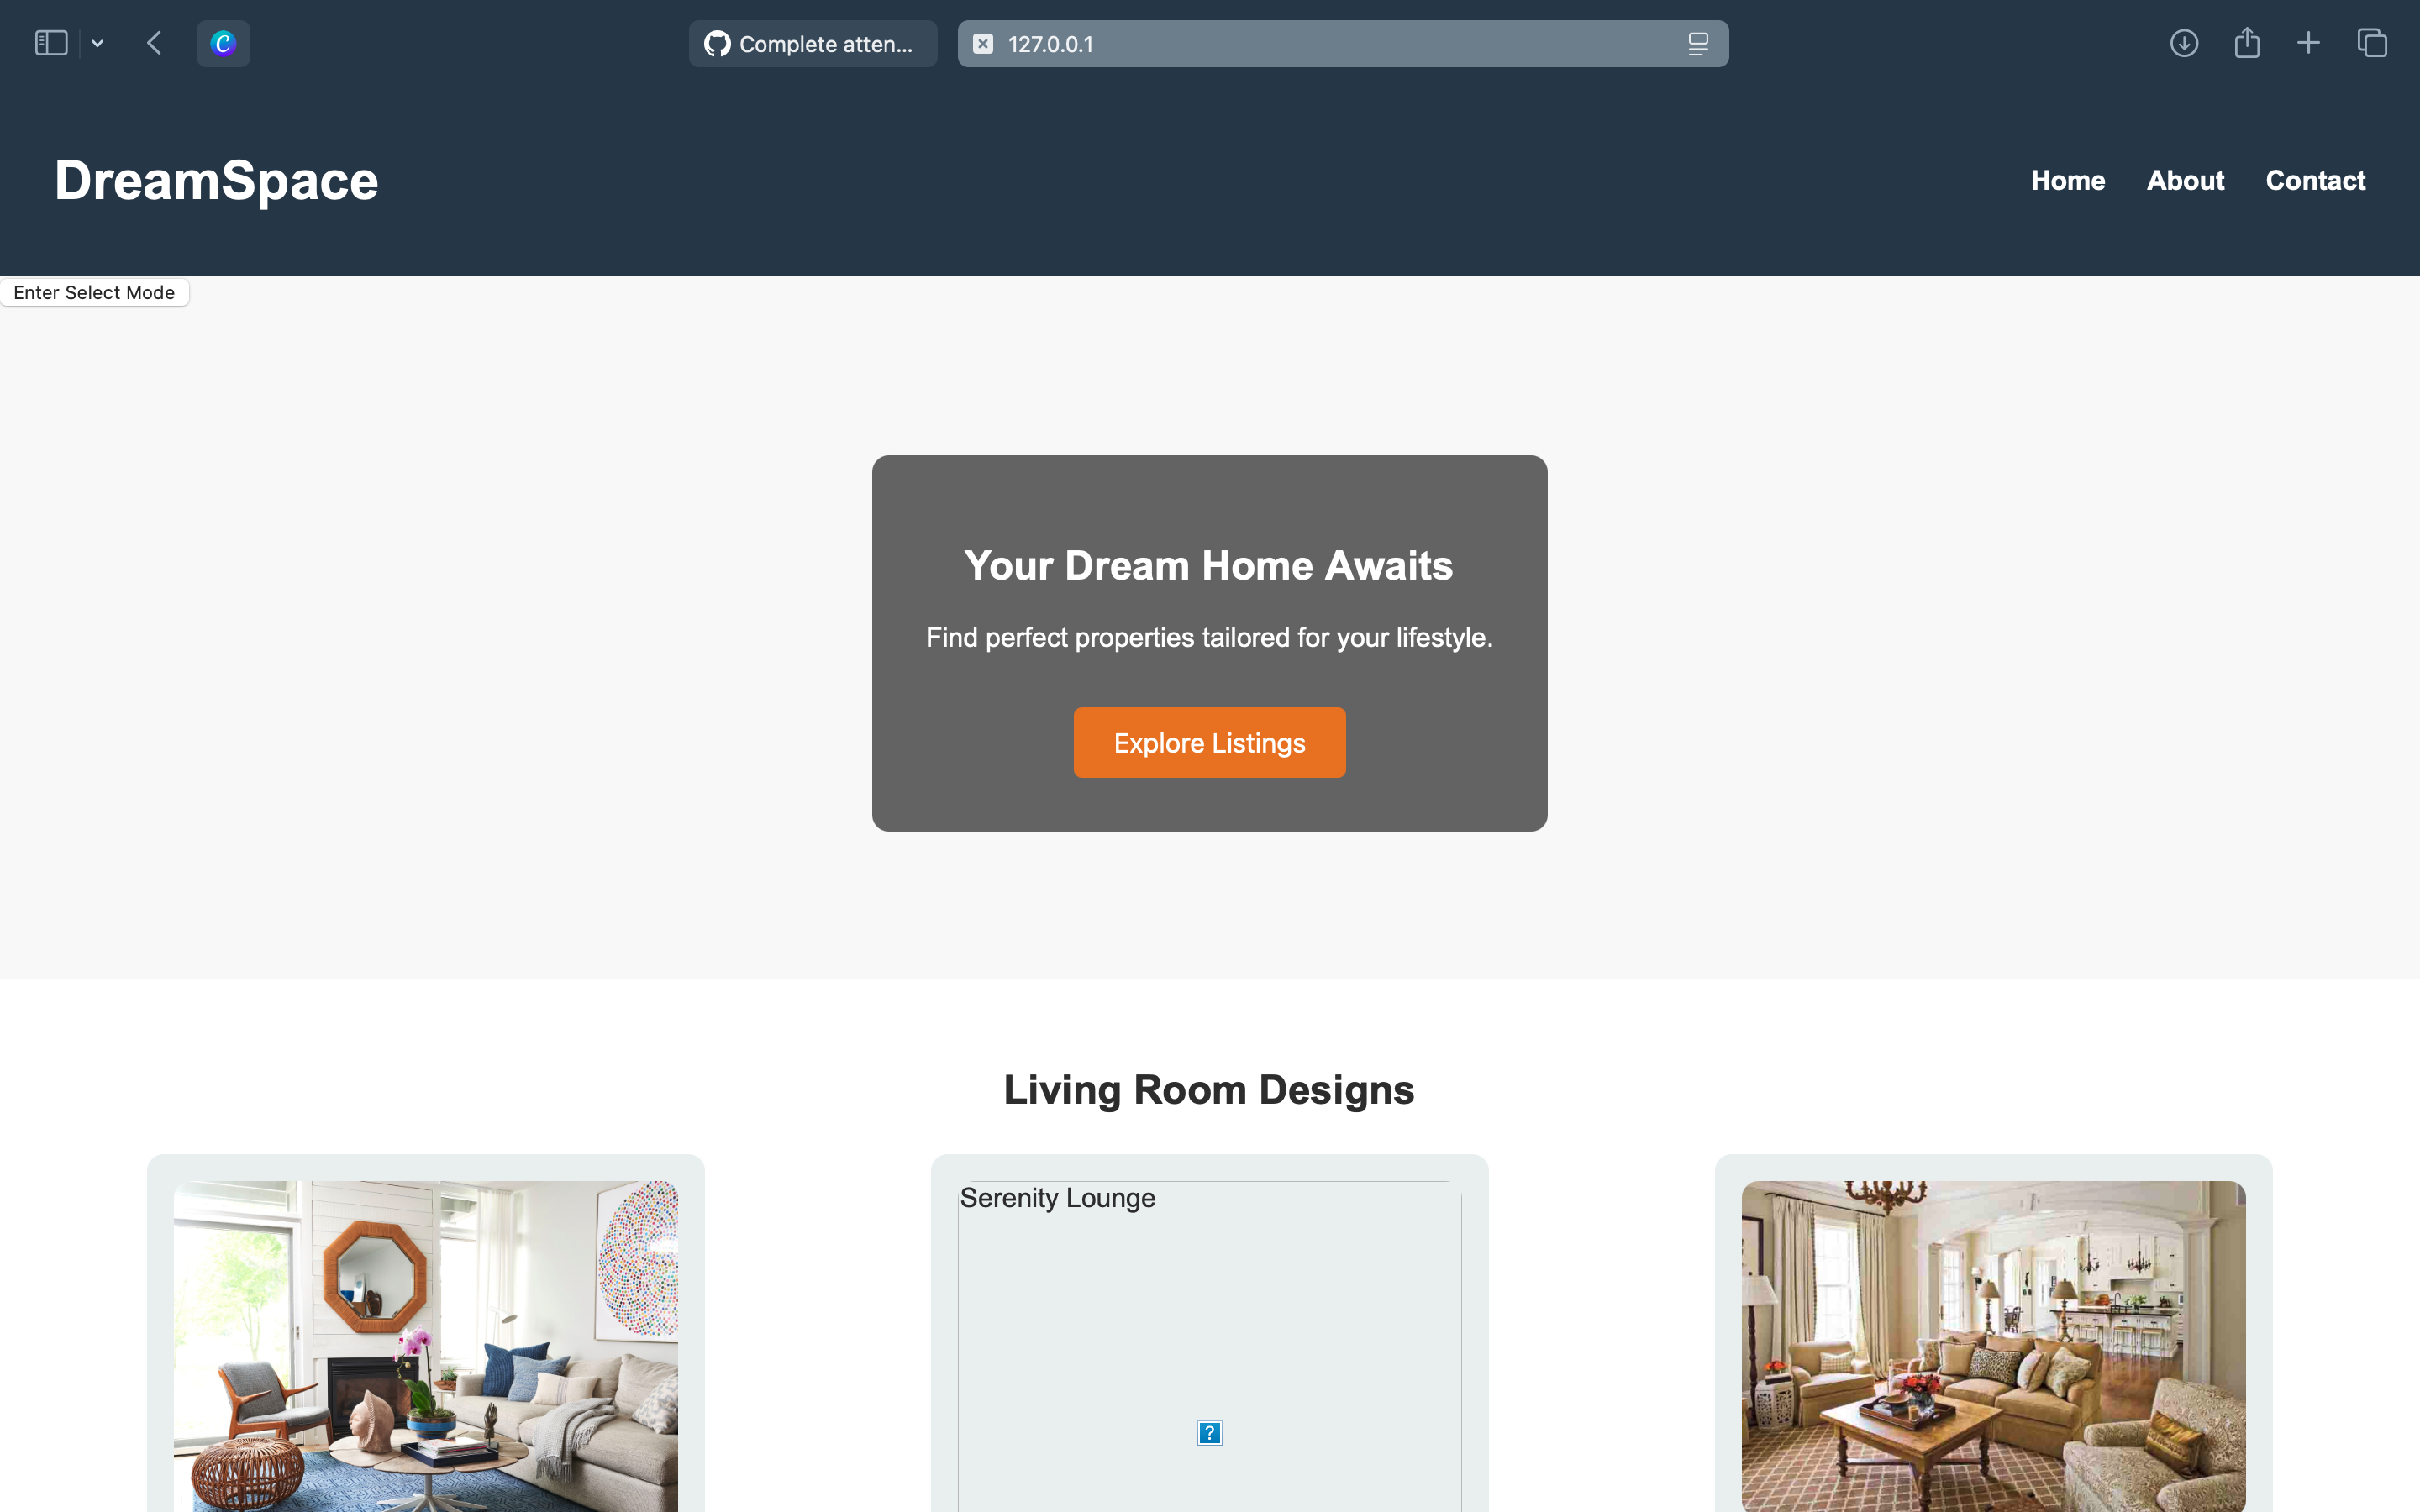 Complete atten...
127.0.0.1
DreamSpace
Home About Contact
Enter Select Mode
Your Dream Home Awaits
Find perfect properties tailored for your lifestyle.
Explore Listings
Living Room Designs
Serenity Lounge